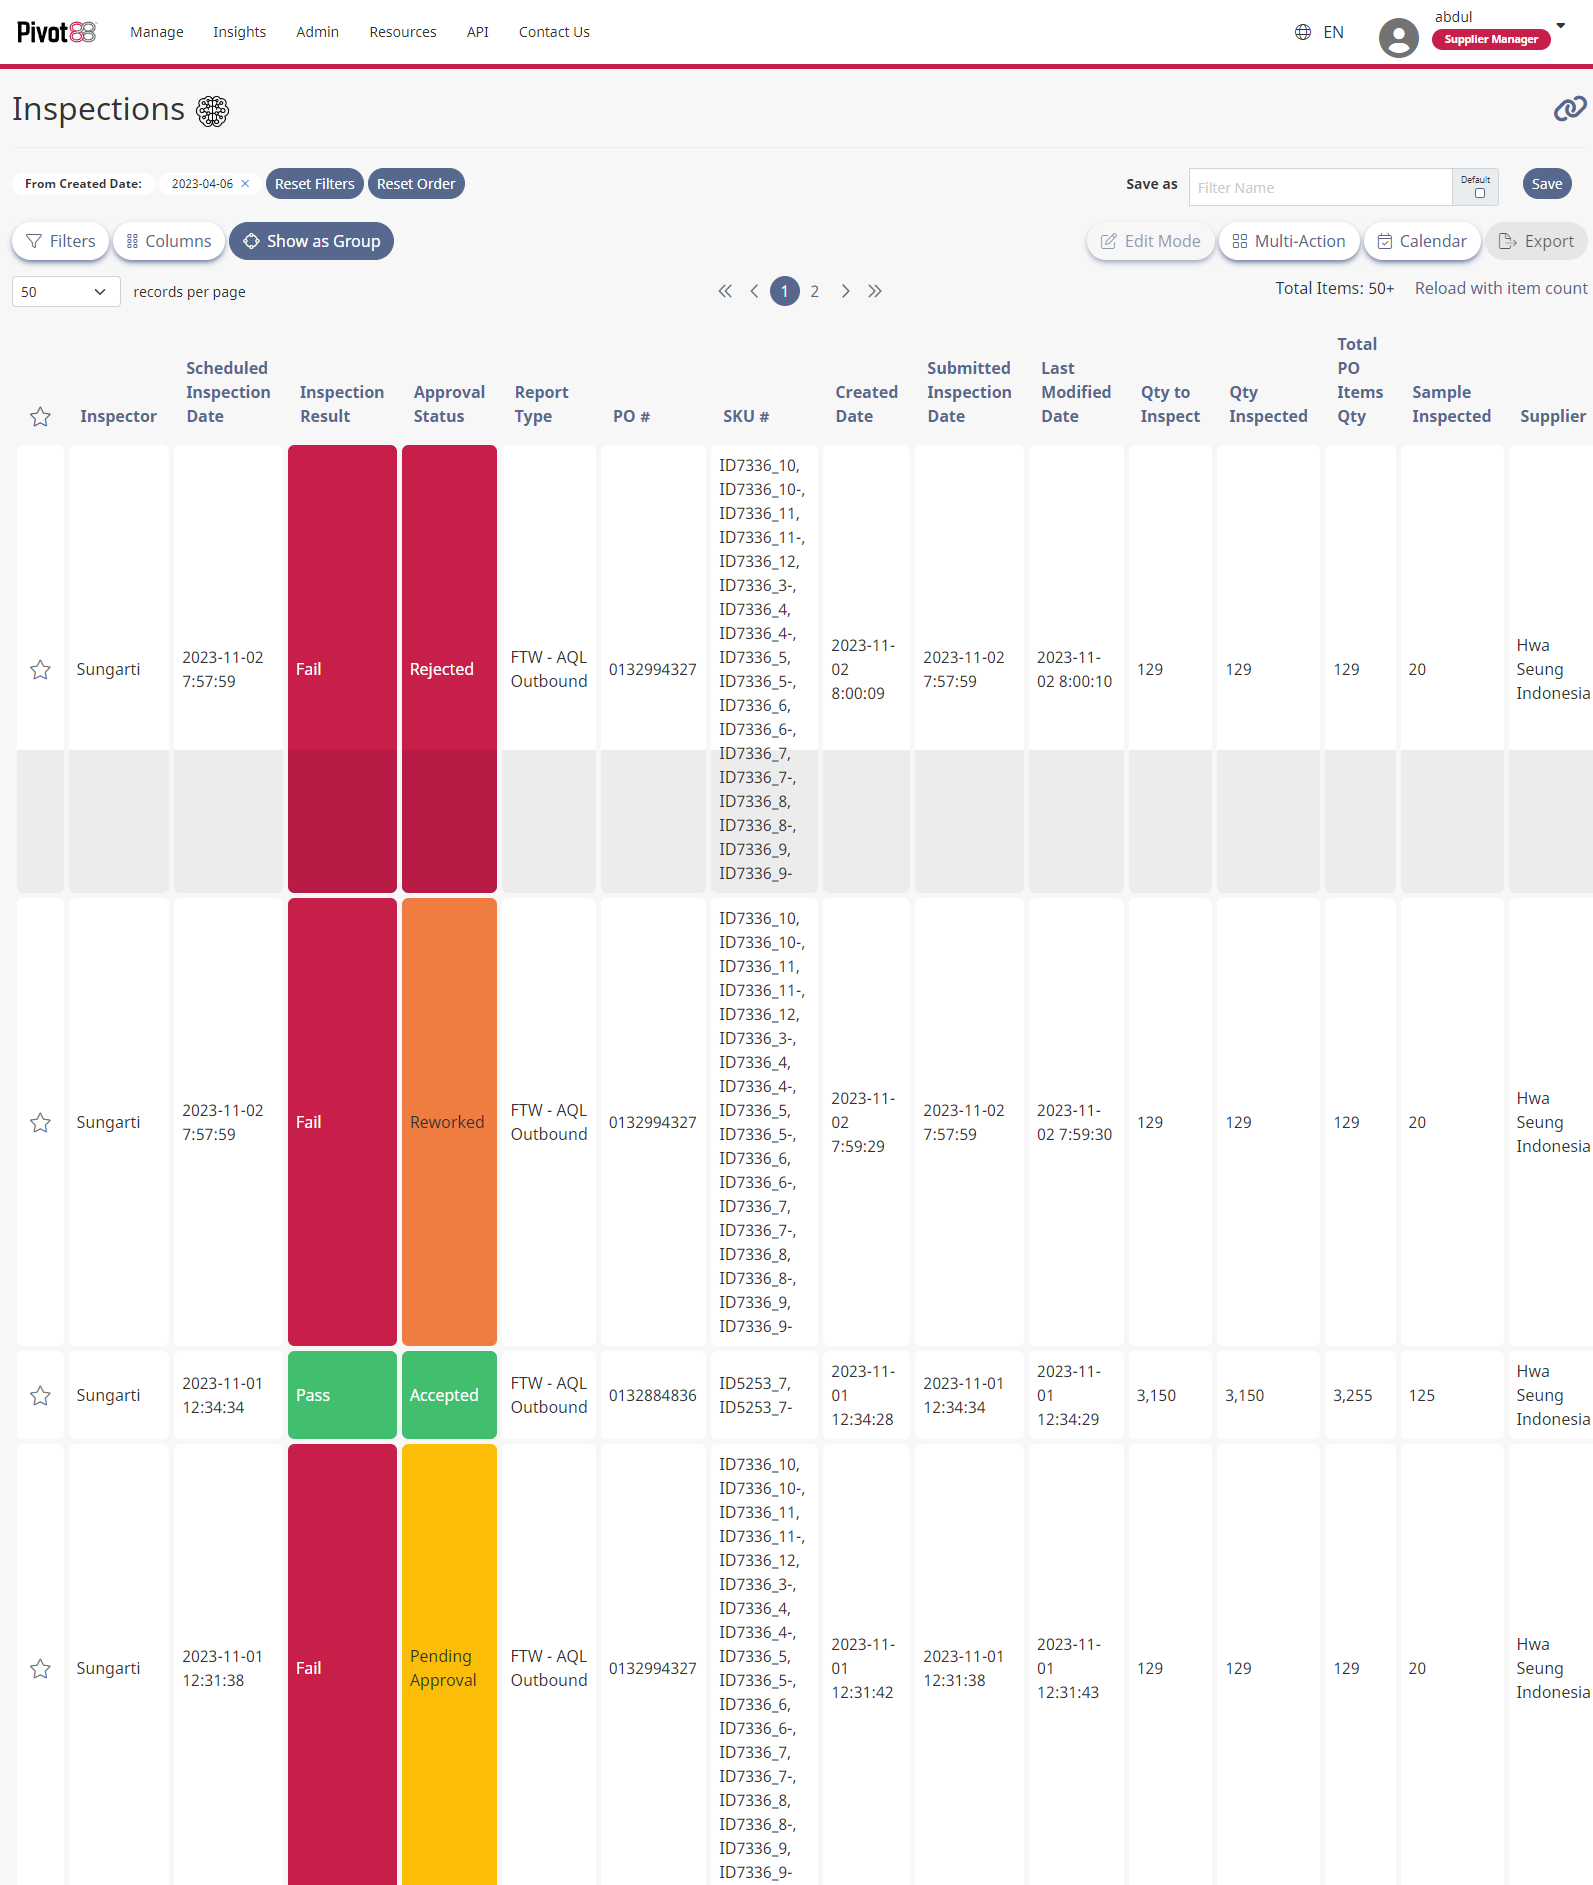 Pivot88 Manage Insights Admin Resources API Contact Us EN abdul
Supplier Manager
Inspections
From Created Date: 2023-04-06 × Reset Filters Reset Order Save as Filter Name Default Save
Filters Columns Show as Group Edit Mode Multi-Action Calendar Export
50 records per page 1 2 Total Items: 50+ Reload with item count
Inspector Scheduled Inspection Date Inspection Result Approval Status Report Type PO # SKU # Created Date Submitted Inspection Date Last Modified Date Qty to Inspect Qty Inspected Total PO Items Qty Sample Inspected Supplier
Sungarti
2023-11-02
7:57:59
Fail
Rejected
FTW - AQL
Outbound
0132994327
ID7336_10,
ID7336_10-,
ID7336_11,
ID7336_11-,
ID7336_12,
ID7336_3-,
ID7336_4,
ID7336_4-,
ID7336_5,
ID7336_5-,
ID7336_6,
ID7336_6-,
ID7336_7,
ID7336_7-,
ID7336_8,
ID7336_8-,
ID7336_9,
ID7336_9-
2023-11-
02
8:00:09
2023-11-02
7:57:59
2023-11-
02 8:00:10
129
129
129
20
Hwa
Seung
Indonesia
Sungarti
2023-11-02
7:57:59
Fail
Reworked
FTW - AQL
Outbound
0132994327
ID7336_10,
ID7336_10-,
ID7336_11,
ID7336_11-,
ID7336_12,
ID7336_3-,
ID7336_4,
ID7336_4-,
ID7336_5,
ID7336_5-,
ID7336_6,
ID7336_6-,
ID7336_7,
ID7336_7-,
ID7336_8,
ID7336_8-,
ID7336_9,
ID7336_9-
2023-11-
02
7:59:29
2023-11-02
7:57:59
2023-11-
02 7:59:30
129
129
129
20
Hwa
Seung
Indonesia
Sungarti
2023-11-01
12:34:34
Pass
Accepted
FTW - AQL
Outbound
0132884836
ID5253_7,
ID5253_7-
2023-11-
01
12:34:28
2023-11-01
12:34:34
2023-11-
01
12:34:29
3,150
3,150
3,255
125
Hwa
Seung
Indonesia
Sungarti
2023-11-01
12:31:38
Fail
Pending
Approval
FTW - AQL
Outbound
0132994327
ID7336_10,
ID7336_10-,
ID7336_11,
ID7336_11-,
ID7336_12,
ID7336_3-,
ID7336_4,
ID7336_4-,
ID7336_5,
ID7336_5-,
ID7336_6,
ID7336_6-,
ID7336_7,
ID7336_7-,
ID7336_8,
ID7336_8-,
ID7336_9,
ID7336_9-
2023-11-
01
12:31:42
2023-11-01
12:31:38
2023-11-
01
12:31:43
129
129
129
20
Hwa
Seung
Indonesia